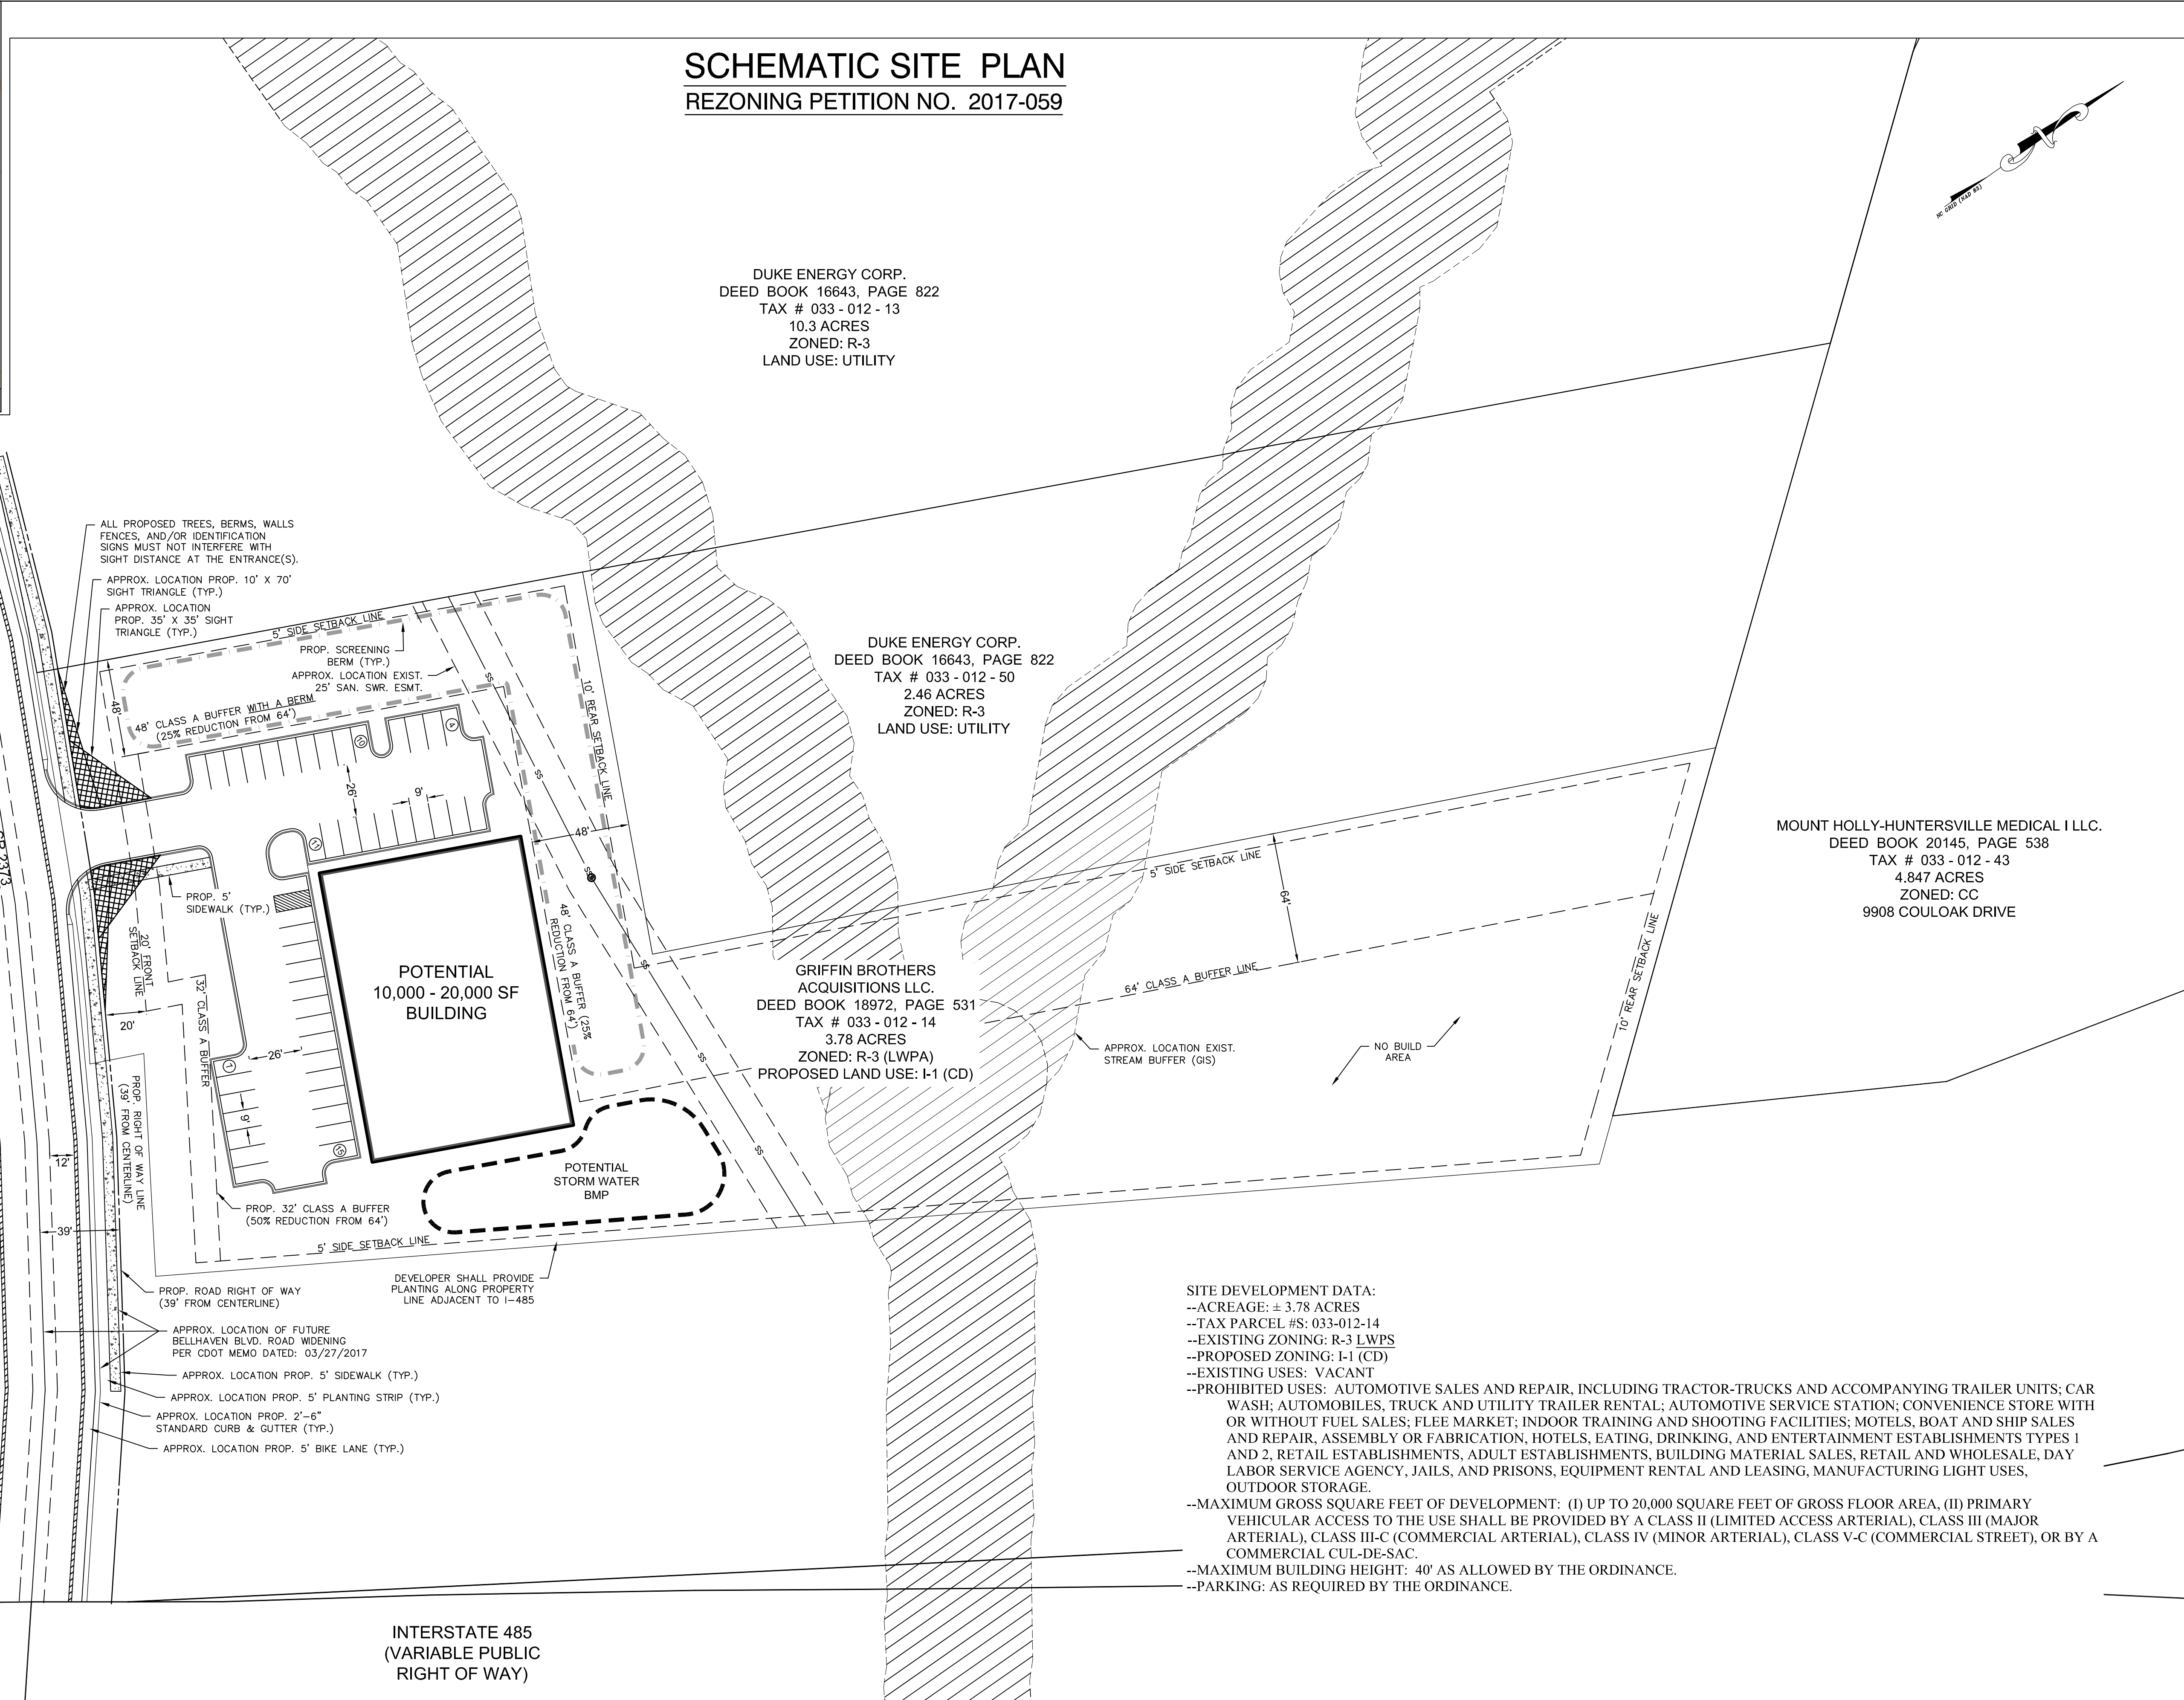 SCHEMATIC SITE PLAN
REZONING PETITION NO. 2017-059
NC GRID (NAD 83)
DUKE ENERGY CORP.
DEED BOOK 16643, PAGE 822
TAX # 033 - 012 - 13
10.3 ACRES
ZONED: R-3
LAND USE: UTILITY
ALL PROPOSED TREES, BERMS, WALLS
FENCES, AND/OR IDENTIFICATION
SIGNS MUST NOT INTERFERE WITH
SIGHT DISTANCE AT THE ENTRANCE(S).
APPROX. LOCATION PROP. 10' X 70'
SIGHT TRIANGLE (TYP.)
APPROX. LOCATION
PROP. 35' X 35' SIGHT
TRIANGLE (TYP.)
5' SIDE SETBACK LINE
PROP. SCREENING
BERM (TYP.)
APPROX. LOCATION EXIST.
25' SAN. SWR. ESMT.
48'
48' CLASS A BUFFER WITH A BERM
(25% REDUCTION FROM 64')
10' REAR SETBACK LINE
SS
10
4
26'
9'
SS
48'
11
SS
DUKE ENERGY CORP.
DEED BOOK 16643, PAGE 822
TAX # 033 - 012 - 50
2.46 ACRES
ZONED: R-3
LAND USE: UTILITY
MOUNT HOLLY-HUNTERSVILLE MEDICAL I LLC.
DEED BOOK 20145, PAGE 538
TAX # 033 - 012 - 43
4.847 ACRES
ZONED: CC
9908 COULOAK DRIVE
5' SIDE SETBACK LINE
64'
64' CLASS A BUFFER LINE
10' REAR SETBACK LINE
SR 2373
PROP. 5'
SIDEWALK (TYP.)
20' FRONT
SETBACK LINE
32' CLASS A BUFFER
20'
POTENTIAL
10,000 - 20,000 SF
BUILDING
48' CLASS A BUFFER (25%
REDUCTION FROM 64')
SS
GRIFFIN BROTHERS
ACQUISITIONS LLC.
DEED BOOK 18972, PAGE 531
TAX # 033 - 012 - 14
3.78 ACRES
ZONED: R-3 (LWPA)
PROPOSED LAND USE: I-1 (CD)
APPROX. LOCATION EXIST.
STREAM BUFFER (GIS)
NO BUILD
AREA
26'
7
9'
15
SS
SS
PROP. RIGHT OF WAY LINE
(39' FROM CENTERLINE)
12'
39'
POTENTIAL
STORM WATER
BMP
PROP. 32' CLASS A BUFFER
(50% REDUCTION FROM 64')
5' SIDE SETBACK LINE
DEVELOPER SHALL PROVIDE
PLANTING ALONG PROPERTY
LINE ADJACENT TO I-485
PROP. ROAD RIGHT OF WAY
(39' FROM CENTERLINE)
APPROX. LOCATION OF FUTURE
BELLHAVEN BLVD. ROAD WIDENING
PER CDOT MEMO DATED: 03/27/2017
APPROX. LOCATION PROP. 5' SIDEWALK (TYP.)
APPROX. LOCATION PROP. 5' PLANTING STRIP (TYP.)
APPROX. LOCATION PROP. 2'-6"
STANDARD CURB & GUTTER (TYP.)
APPROX. LOCATION PROP. 5' BIKE LANE (TYP.)
SITE DEVELOPMENT DATA:
--ACREAGE: ± 3.78 ACRES
--TAX PARCEL #S: 033-012-14
--EXISTING ZONING: R-3 LWPS
--PROPOSED ZONING: I-1 (CD)
--EXISTING USES: VACANT
--PROHIBITED USES: AUTOMOTIVE SALES AND REPAIR, INCLUDING TRACTOR-TRUCKS AND ACCOMPANYING TRAILER UNITS; CAR
WASH; AUTOMOBILES, TRUCK AND UTILITY TRAILER RENTAL; AUTOMOTIVE SERVICE STATION; CONVENIENCE STORE WITH
OR WITHOUT FUEL SALES; FLEE MARKET; INDOOR TRAINING AND SHOOTING FACILITIES; MOTELS, BOAT AND SHIP SALES
AND REPAIR, ASSEMBLY OR FABRICATION, HOTELS, EATING, DRINKING, AND ENTERTAINMENT ESTABLISHMENTS TYPES 1
AND 2, RETAIL ESTABLISHMENTS, ADULT ESTABLISHMENTS, BUILDING MATERIAL SALES, RETAIL AND WHOLESALE, DAY
LABOR SERVICE AGENCY, JAILS, AND PRISONS, EQUIPMENT RENTAL AND LEASING, MANUFACTURING LIGHT USES,
OUTDOOR STORAGE.
--MAXIMUM GROSS SQUARE FEET OF DEVELOPMENT: (I) UP TO 20,000 SQUARE FEET OF GROSS FLOOR AREA, (II) PRIMARY
VEHICULAR ACCESS TO THE USE SHALL BE PROVIDED BY A CLASS II (LIMITED ACCESS ARTERIAL), CLASS III (MAJOR
ARTERIAL), CLASS III-C (COMMERCIAL ARTERIAL), CLASS IV (MINOR ARTERIAL), CLASS V-C (COMMERCIAL STREET), OR BY A
COMMERCIAL CUL-DE-SAC.
--MAXIMUM BUILDING HEIGHT: 40' AS ALLOWED BY THE ORDINANCE.
--PARKING: AS REQUIRED BY THE ORDINANCE.
INTERSTATE 485
(VARIABLE PUBLIC
RIGHT OF WAY)